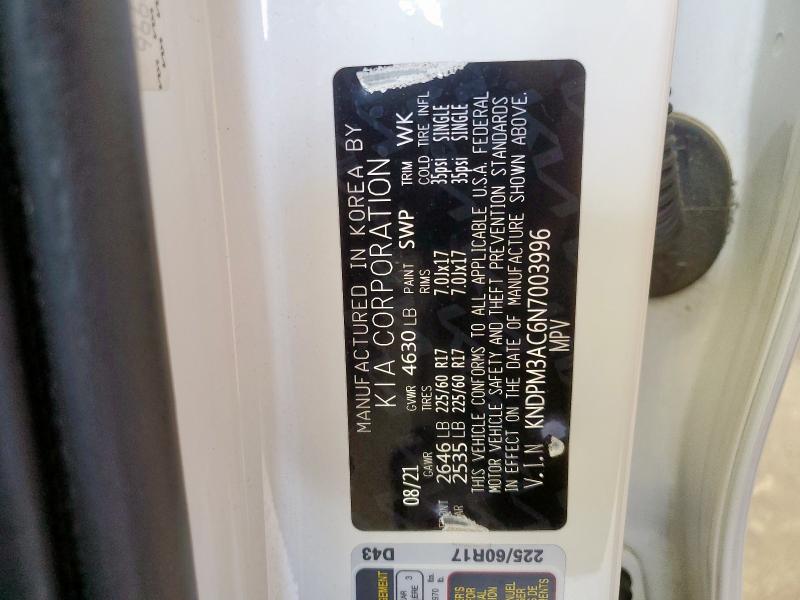 MANUFACTURED IN KOREA BY
KIA CORPORATION
08/21 GVWR 4630 LB PAINT SWP TRIM WK
GAWR TIRES RIMS COLD TIRE INFL
2646 LB 225/60 R17 7.0Jx17 35psi SINGLE
2535 LB 225/60 R17 7.0Jx17 35psi SINGLE
THIS VEHICLE CONFORMS TO ALL APPLICABLE U.S.A. FEDERAL
MOTOR VEHICLE SAFETY AND THEFT PREVENTION STANDARDS
IN EFFECT ON THE DATE OF MANUFACTURE SHOWN ABOVE.
V.I.N KNDPM3AC6N7003996
MPV
D43
225/60R17